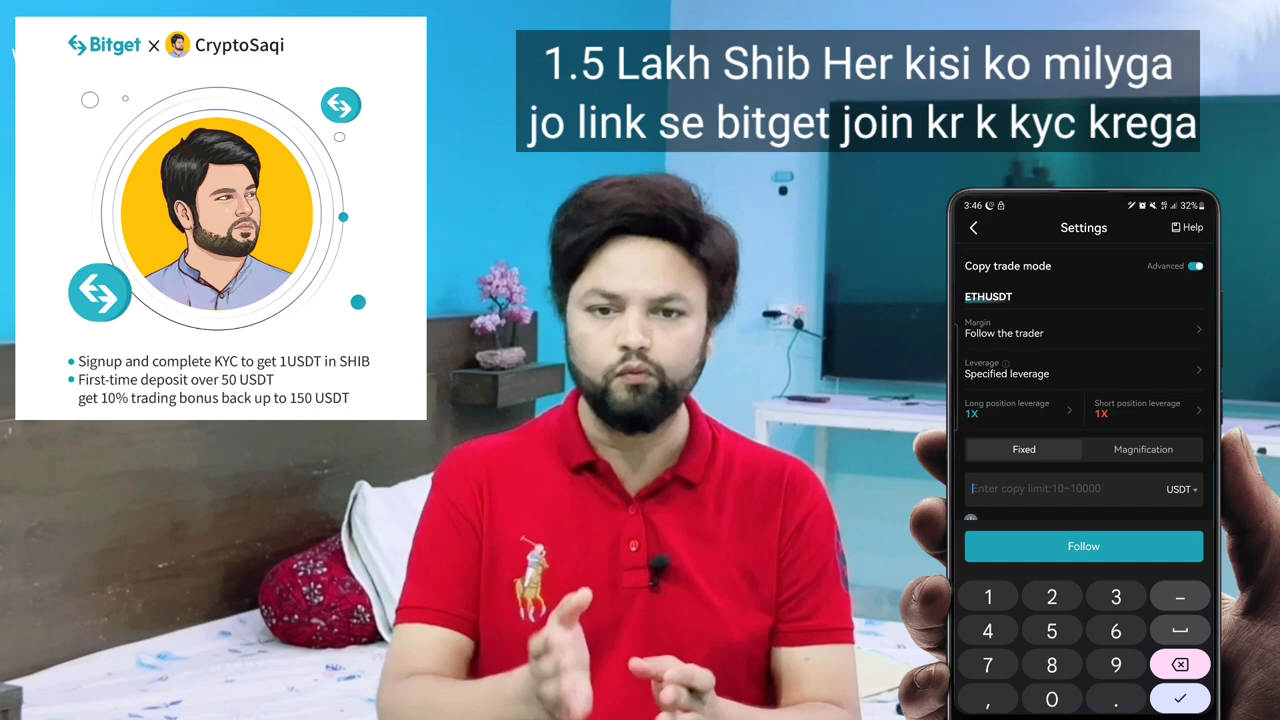 Bitget x CryptoSaqi
Signup and complete KYC to get 1USDT in SHIB
First-time deposit over 50 USDT
get 10% trading bonus back up to 150 USDT
1.5 Lakh Shib Her kisi ko milyga
jo link se bitget join kr k kyc krega
3:46 32%
Settings
Help
Copy trade mode
Advanced
ETHUSDT
Margin
Follow the trader
Leverage
Specified leverage
Long position leverage
1X
Short position leverage
1X
Fixed
Magnification
Enter copy limit:10~10000
USDT
Follow
1 2 3 –
4 5 6
7 8 9
, 0 .